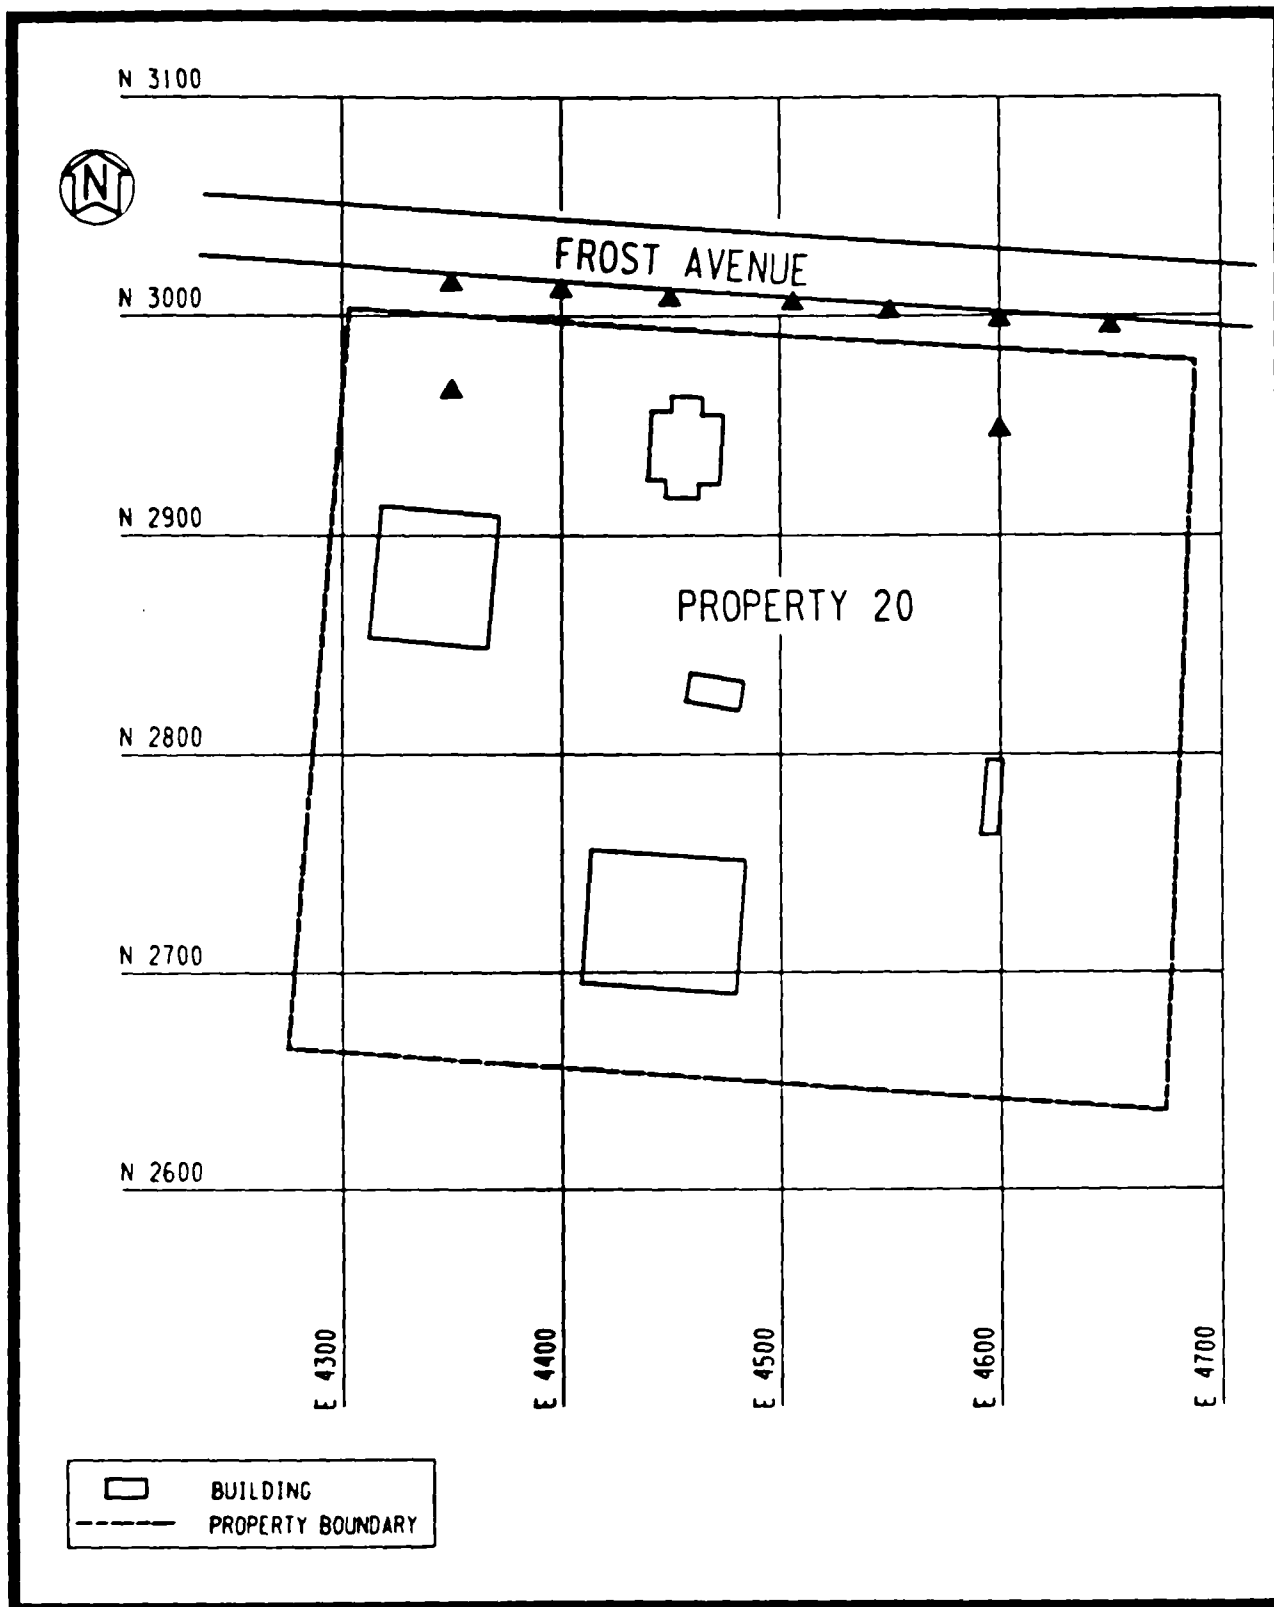 N 3100
N
FROST AVENUE
N 3000
N 2900
PROPERTY 20
N 2800
N 2700
N 2600
E 4300
E 4400
E 4500
E 4600
E 4700
BUILDING
PROPERTY BOUNDARY